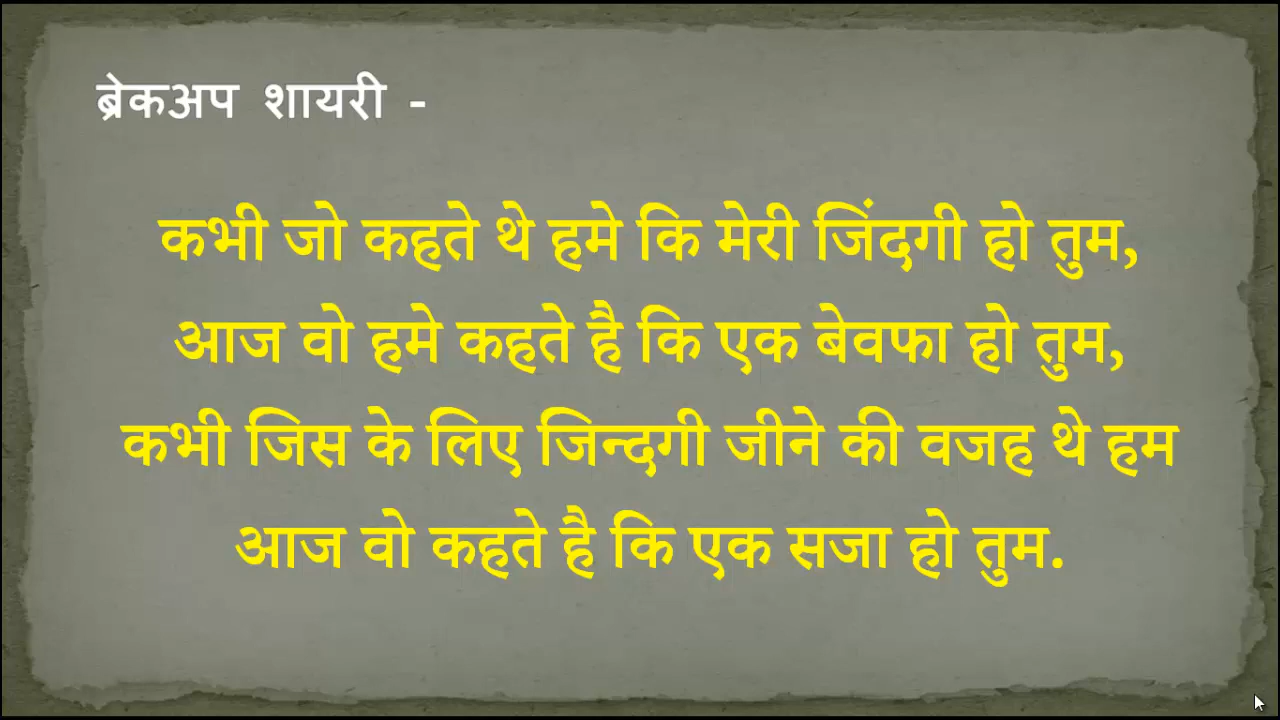 ब्रेकअप शायरी -
कभी जो कहते थे हमे कि मेरी जिंदगी हो तुम,
आज वो हमे कहते है कि एक बेवफा हो तुम,
कभी जिस के लिए जिन्दगी जीने की वजह थे हम
आज वो कहते है कि एक सजा हो तुम.